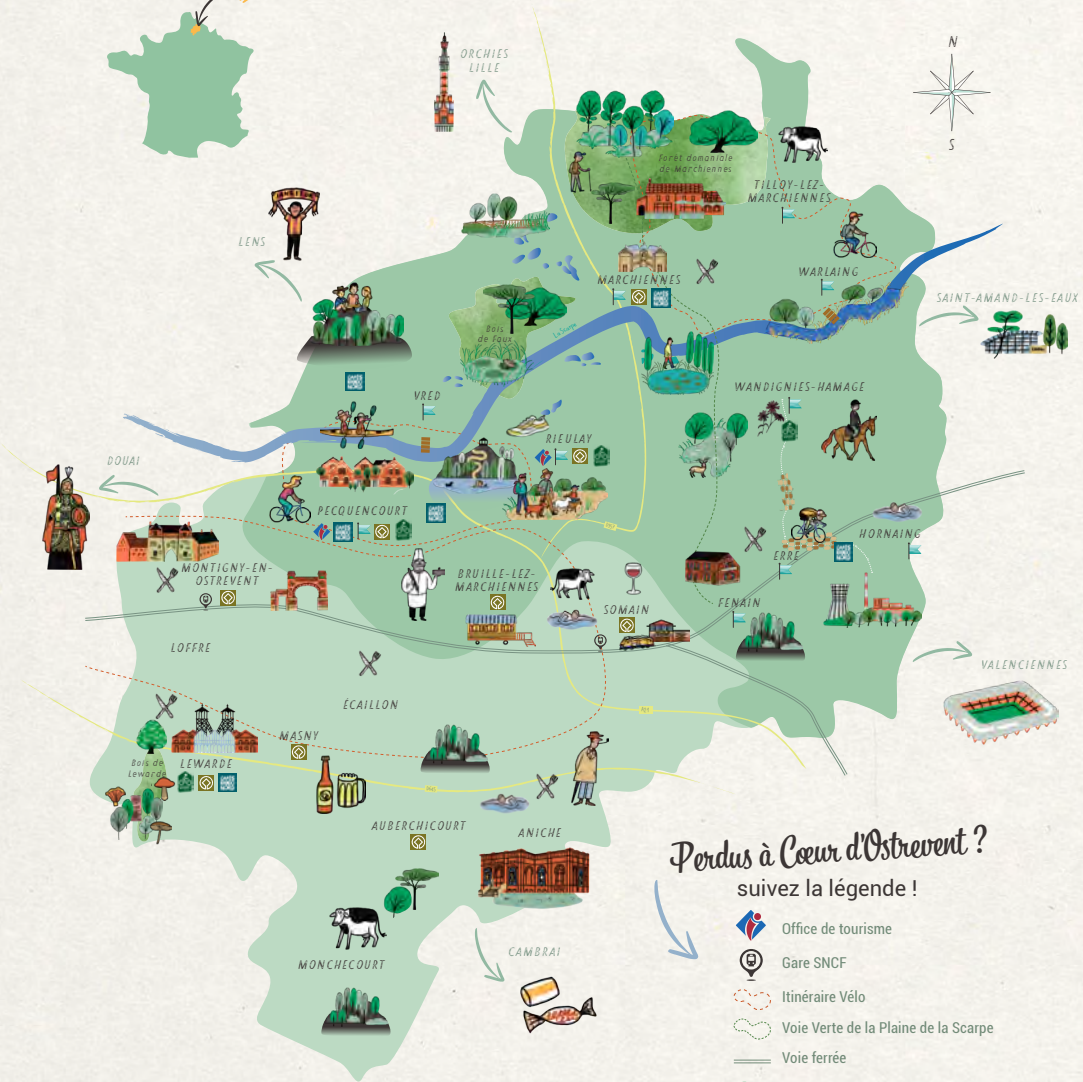 ORCHIES
LILLE
N
S
Forêt domaniale
de Marchiennes
TILLOY-LEZ-
MARCHIENNES
LENS
MARCHIENNES
WARLAING
SAINT-AMAND-LES-EAUX
La Scarpe
Bois
de Faux
VRED
WANDIGNIES-HAMAGE
RIEULAY
DOUAI
PECQUENCOURT
MONTIGNY-EN-
OSTREVENT
BRUILLE-LEZ-
MARCHIENNES
HORNAING
ERRE
SOMAIN
FENAIN
LOFFRE
VALENCIENNES
ÉCAILLON
MASNY
Bois de
Lewarde
LEWARDE
AUBERCHICOURT
ANICHE
MONCHECOURT
CAMBRAI
Perdus à Cœur d'Ostrevent ?
suivez la légende !
Office de tourisme
Gare SNCF
Itinéraire Vélo
Voie Verte de la Plaine de la Scarpe
Voie ferrée